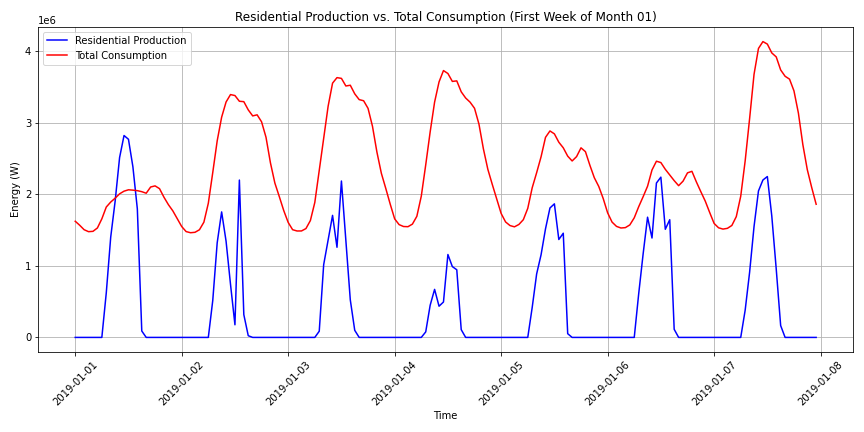 Residential Production vs. Total Consumption (First Week of Month 01)
1e6
Residential Production
Total Consumption
4
3
2
1
0
Energy (W)
2019-01-01
2019-01-02
2019-01-03
2019-01-04
2019-01-05
2019-01-06
2019-01-07
2019-01-08
Time